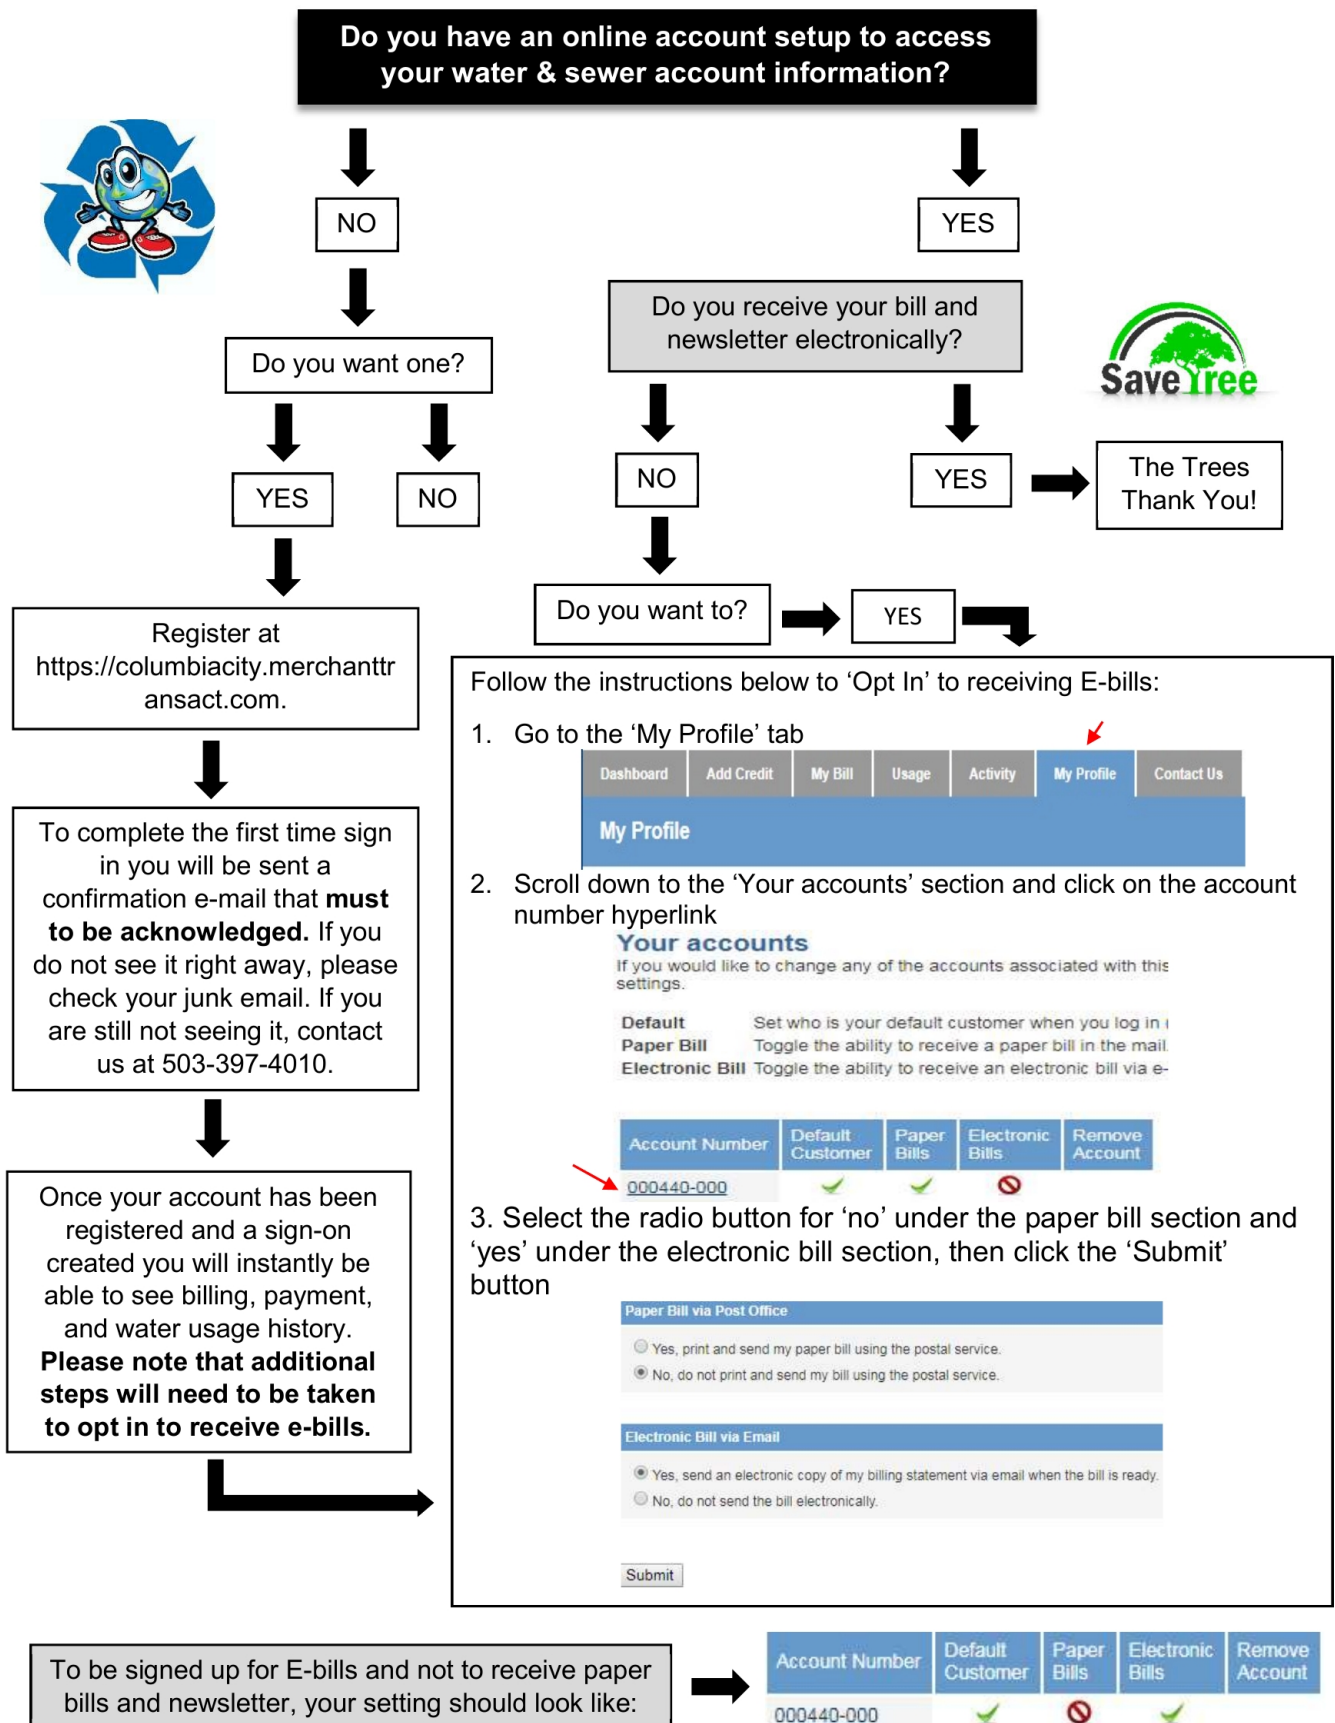 Do you have an online account setup to access
your water & sewer account information?
NO
YES
Do you want one?
Do you receive your bill and
newsletter electronically?
SaveTree
YES
NO
NO
YES
The Trees
Thank You!
Do you want to?
YES
Register at
https://columbiacity.merchanttr
ansact.com.
To complete the first time sign
in you will be sent a
confirmation e-mail that must
to be acknowledged. If you
do not see it right away, please
check your junk email. If you
are still not seeing it, contact
us at 503-397-4010.
Once your account has been
registered and a sign-on
created you will instantly be
able to see billing, payment,
and water usage history.
Please note that additional
steps will need to be taken
to opt in to receive e-bills.
Follow the instructions below to ‘Opt In’ to receiving E-bills:
1. Go to the ‘My Profile’ tab
Dashboard Add Credit My Bill Usage Activity My Profile Contact Us
My Profile
2. Scroll down to the ‘Your accounts’ section and click on the account
number hyperlink
Your accounts
If you would like to change any of the accounts associated with this
settings.
Default Set who is your default customer when you log in
Paper Bill Toggle the ability to receive a paper bill in the mail.
Electronic Bill Toggle the ability to receive an electronic bill via e-
Account Number Default Customer Paper Bills Electronic Bills Remove Account
000440-000
3. Select the radio button for ‘no’ under the paper bill section and
‘yes’ under the electronic bill section, then click the ‘Submit’
button
Paper Bill via Post Office
Yes, print and send my paper bill using the postal service.
No, do not print and send my bill using the postal service.
Electronic Bill via Email
Yes, send an electronic copy of my billing statement via email when the bill is ready.
No, do not send the bill electronically.
Submit
To be signed up for E-bills and not to receive paper
bills and newsletter, your setting should look like:
Account Number Default Customer Paper Bills Electronic Bills Remove Account
000440-000